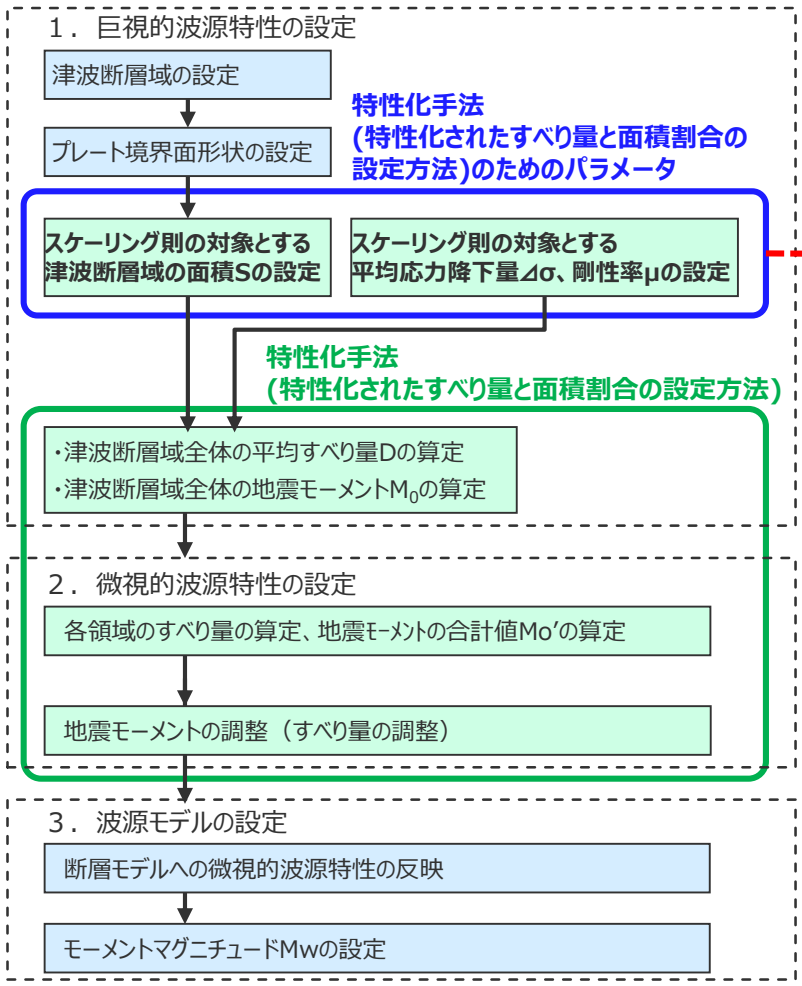 1．巨視的波源特性の設定
津波断層域の設定
特性化手法
(特性化されたすべり量と面積割合の
設定方法)のためのパラメータ
プレート境界面形状の設定
スケーリング則の対象とする
津波断層域の面積Sの設定
スケーリング則の対象とする
平均応力降下量⊿σ、剛性率μの設定
特性化手法
(特性化されたすべり量と面積割合の設定方法)
・津波断層域全体の平均すべり量Dの算定
・津波断層域全体の地震モーメントM₀の算定
2．微視的波源特性の設定
各領域のすべり量の算定、地震ﾓｰﾒﾝﾄの合計値Mo’の算定
地震モーメントの調整（すべり量の調整）
3．波源モデルの設定
断層モデルへの微視的波源特性の反映
モーメントマグニチュードMwの設定